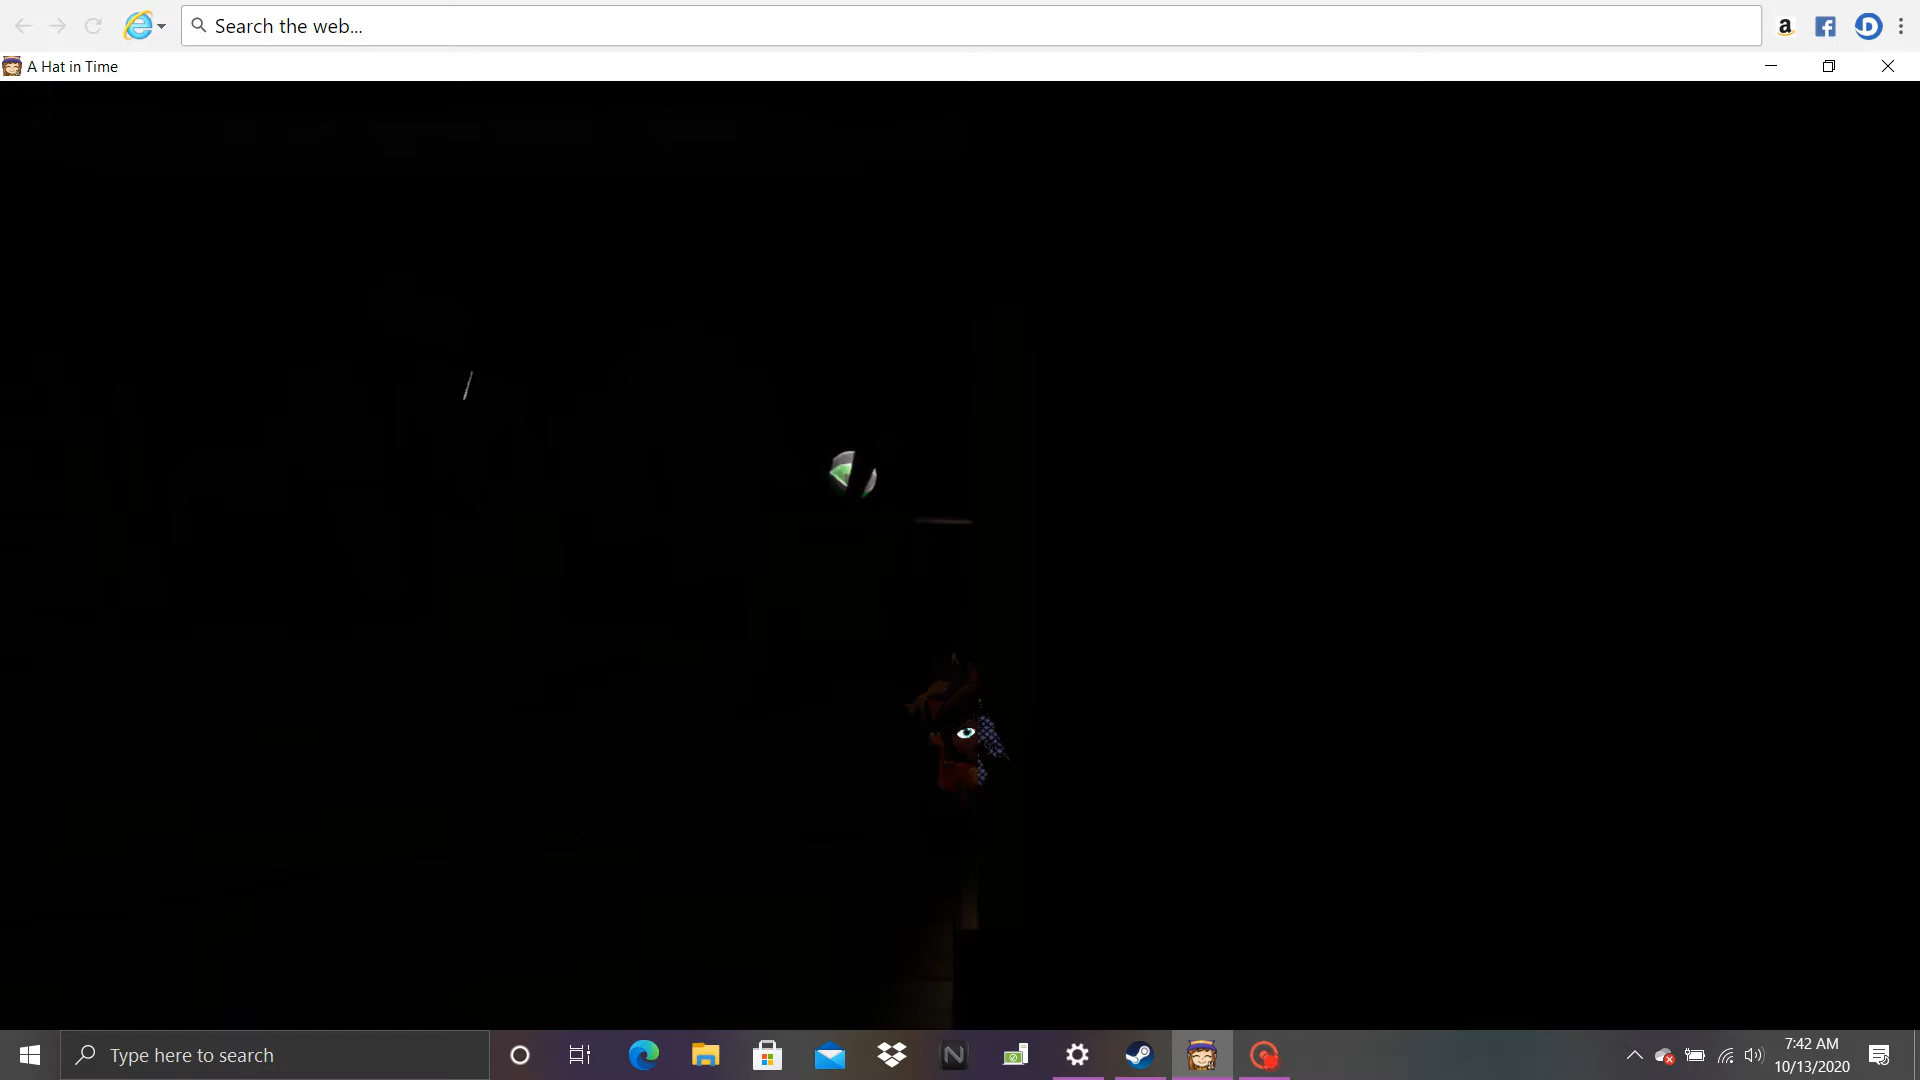 Search the web...
A Hat in Time
Type here to search
7:42 AM
10/13/2020